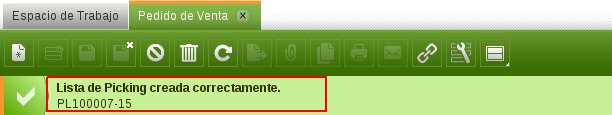 Espacio de Trabajo
Pedido de Venta
Lista de Picking creada correctamente.
PL100007-15